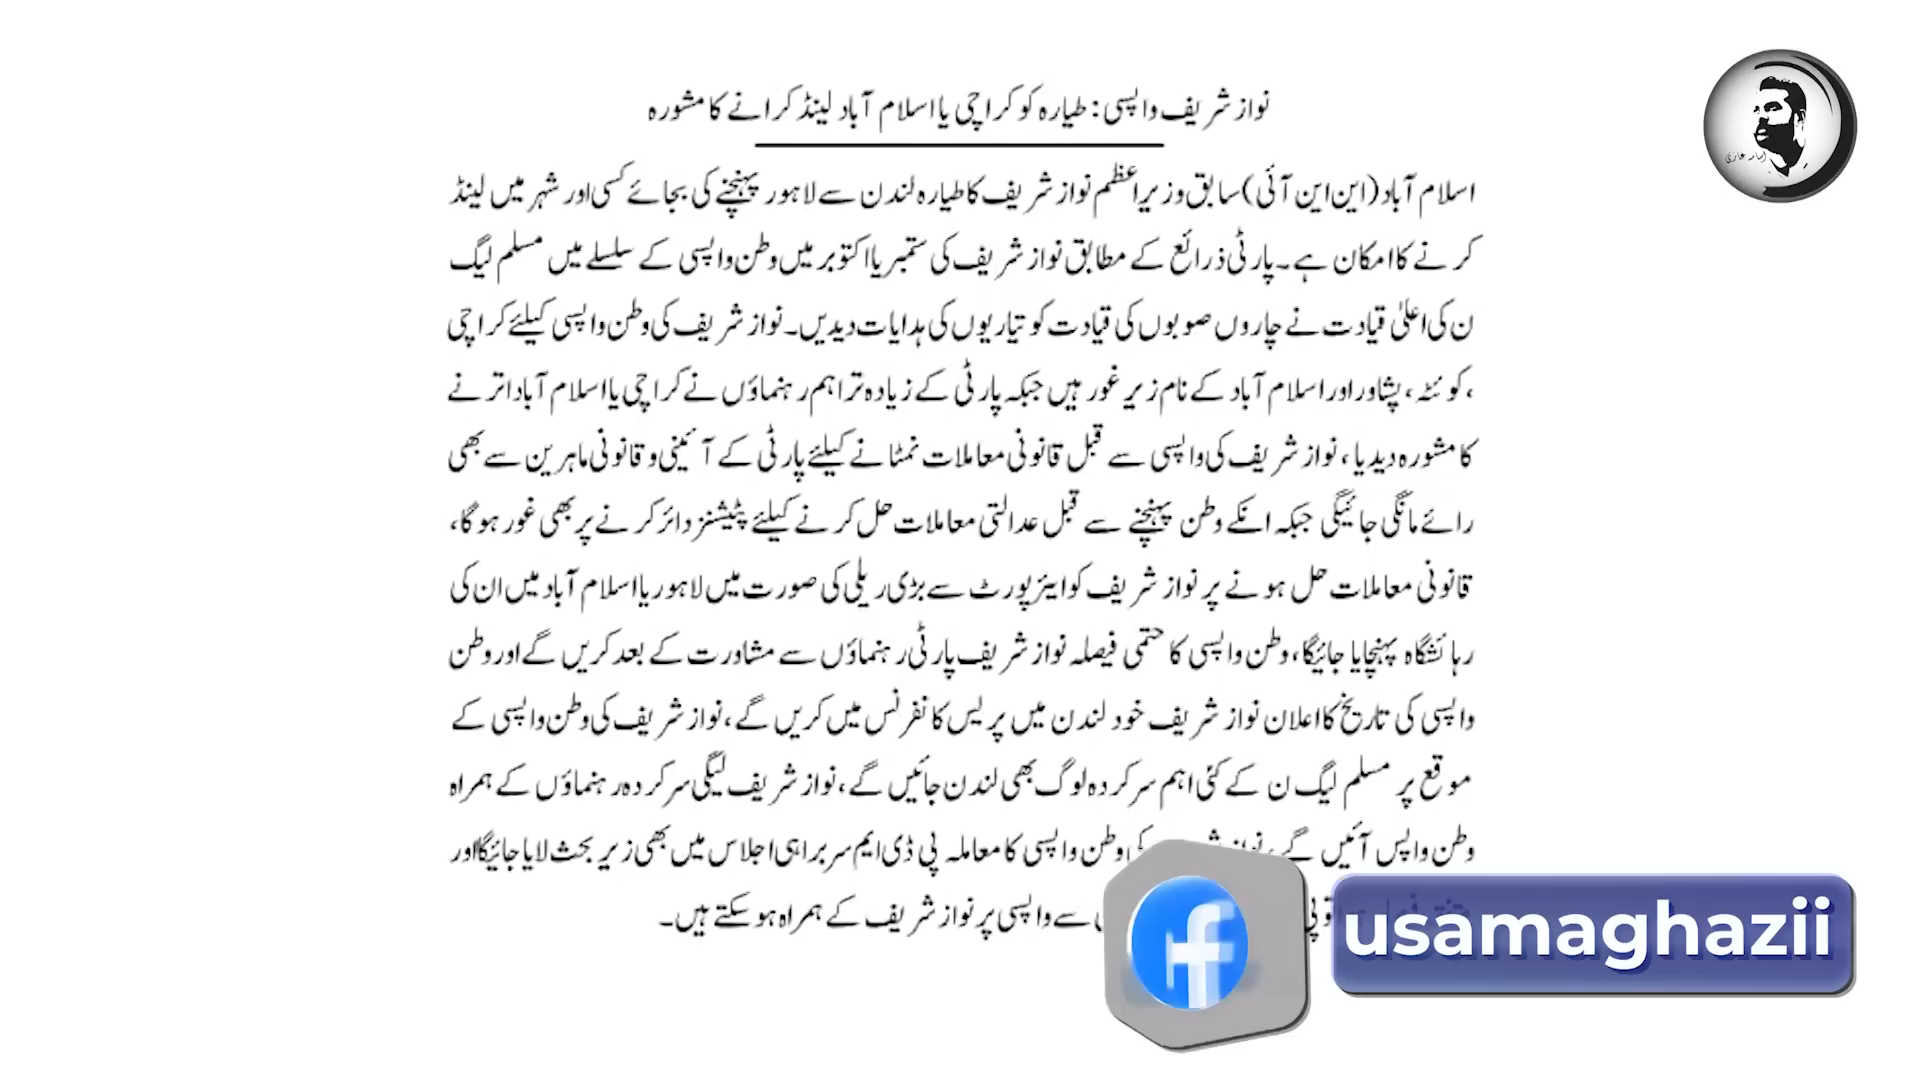 نواز شریف واپسی: طیارہ کو کراچی یا اسلام آباد لینڈ کرانے کا مشورہ
اسلام آباد (این این آئی) سابق وزیراعظم نواز شریف کا طیارہ لندن سے لاہور پہنچنے کی بجائے کسی اور شہر میں لینڈ
کرنے کا امکان ہے۔ پارٹی ذرائع کے مطابق نواز شریف کی ستمبر یا اکتوبر میں وطن واپسی کے سلسلے میں مسلم لیگ
ن کی اعلیٰ قیادت نے چاروں صوبوں کی قیادت کو تیاریوں کی ہدایات دیدیں۔ نواز شریف کی وطن واپسی کیلئے کراچی
، کوئٹہ، پشاور اور اسلام آباد کے نام زیر غور ہیں جبکہ پارٹی کے زیادہ تر اہم رہنماؤں نے کراچی یا اسلام آباد اترنے
کا مشورہ دیدیا، نواز شریف کی واپسی سے قبل قانونی معاملات نمٹانے کیلئے پارٹی کے آئینی و قانونی ماہرین سے بھی
رائے مانگی جائیگی جبکہ انکے وطن پہنچنے سے قبل عدالتی معاملات حل کرنے کیلئے پٹیشنز دائر کرنے پر بھی غور ہوگا،
قانونی معاملات حل ہونے پر نواز شریف کو ایئرپورٹ سے بڑی ریلی کی صورت میں لاہور یا اسلام آباد میں ان کی
رہائشگاہ پہنچایا جائیگا، وطن واپسی کا حتمی فیصلہ نواز شریف پارٹی رہنماؤں سے مشاورت کے بعد کریں گے اور وطن
واپسی کی تاریخ کا اعلان نواز شریف خود لندن میں پریس کانفرنس میں کریں گے، نواز شریف کی وطن واپسی کے
موقع پر مسلم لیگ ن کے کئی اہم سرکردہ لوگ بھی لندن جائیں گے، نواز شریف لیگی سرکردہ رہنماؤں کے ہمراہ
وطن واپس آئیں گے، نواز کی وطن واپسی کا معاملہ پی ڈی ایم سربراہی اجلاس میں بھی زیر بحث لایا جائیگا اور
سے واپسی پر نواز شریف کے ہمراہ ہو سکتے ہیں۔
اسامہ غازی
usamaghazii